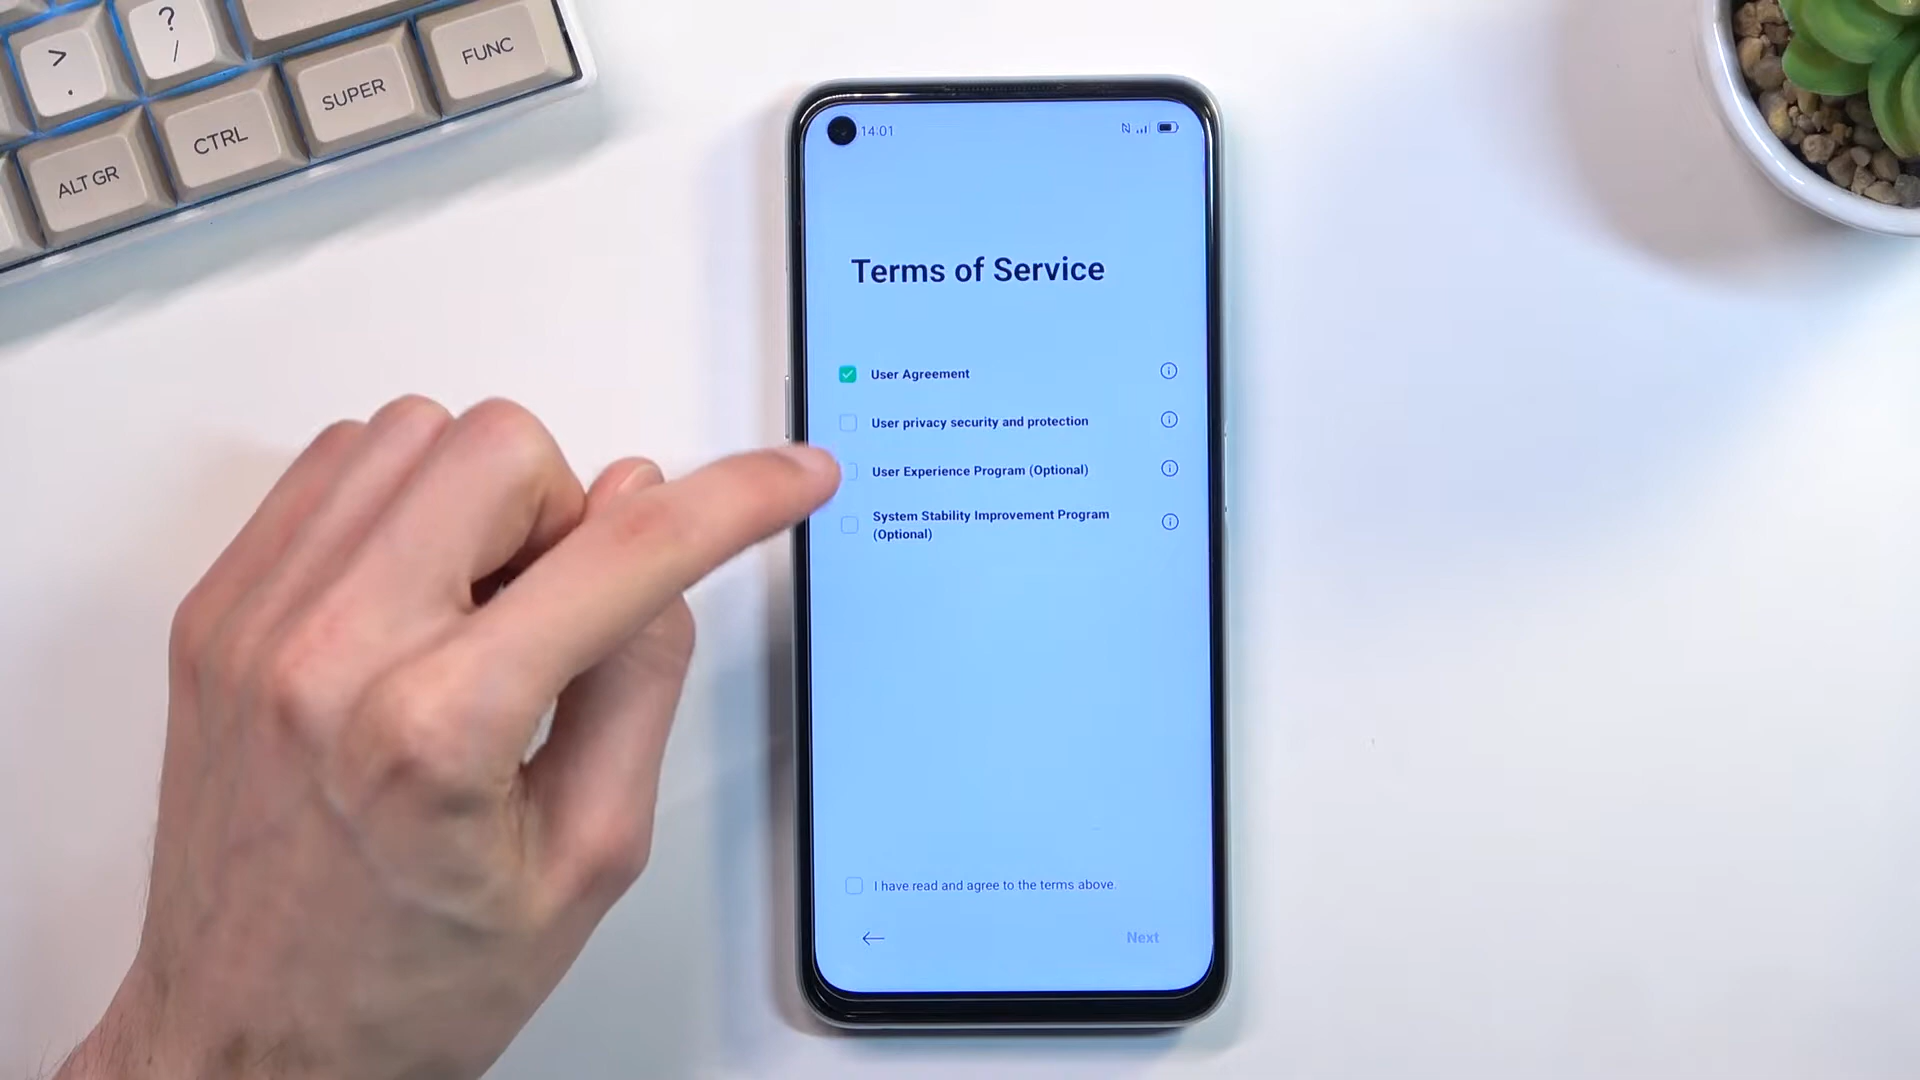 >
.
?
/
ALT GR
CTRL
SUPER
FUNC
14:01
Terms of Service
User Agreement
User privacy security and protection
User Experience Program (Optional)
System Stability Improvement Program
(Optional)
I have read and agree to the terms above.
Next